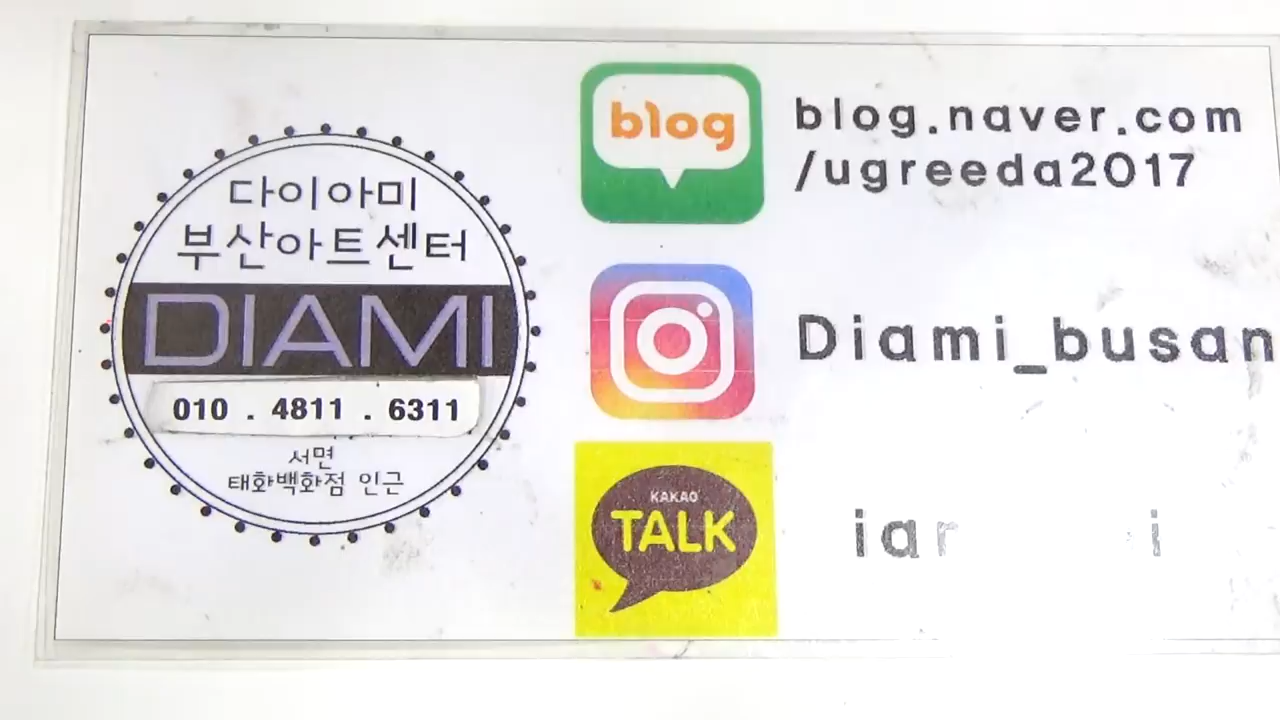 다이아미
부산아트센터
DIAMI
010 . 4811 . 6311
서면
태화백화점 인근
blog
blog.naver.com
/ugreeda2017
Diami_busan
KAKAO
TALK